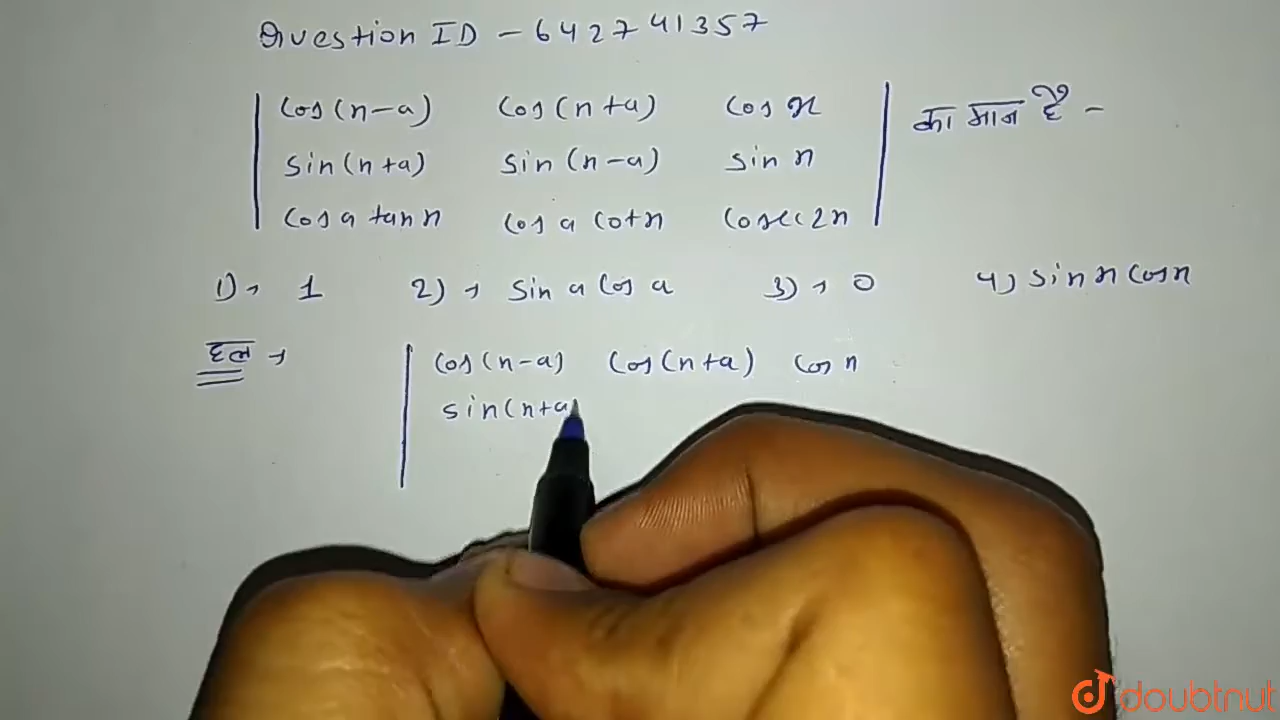 Question ID - 642741357
cos(n-a) cos(n+a) cos x
sin(n+a) sin(n-a) sin n
cos a tan n cos a cot n cosec 2n
का मान है -
1) → 1 2) → sin a cos a 3) → 0 4) sin n cos n
हल →
cos(n-a) cos(n+a) cos n
sin(n+a)
doubtnut